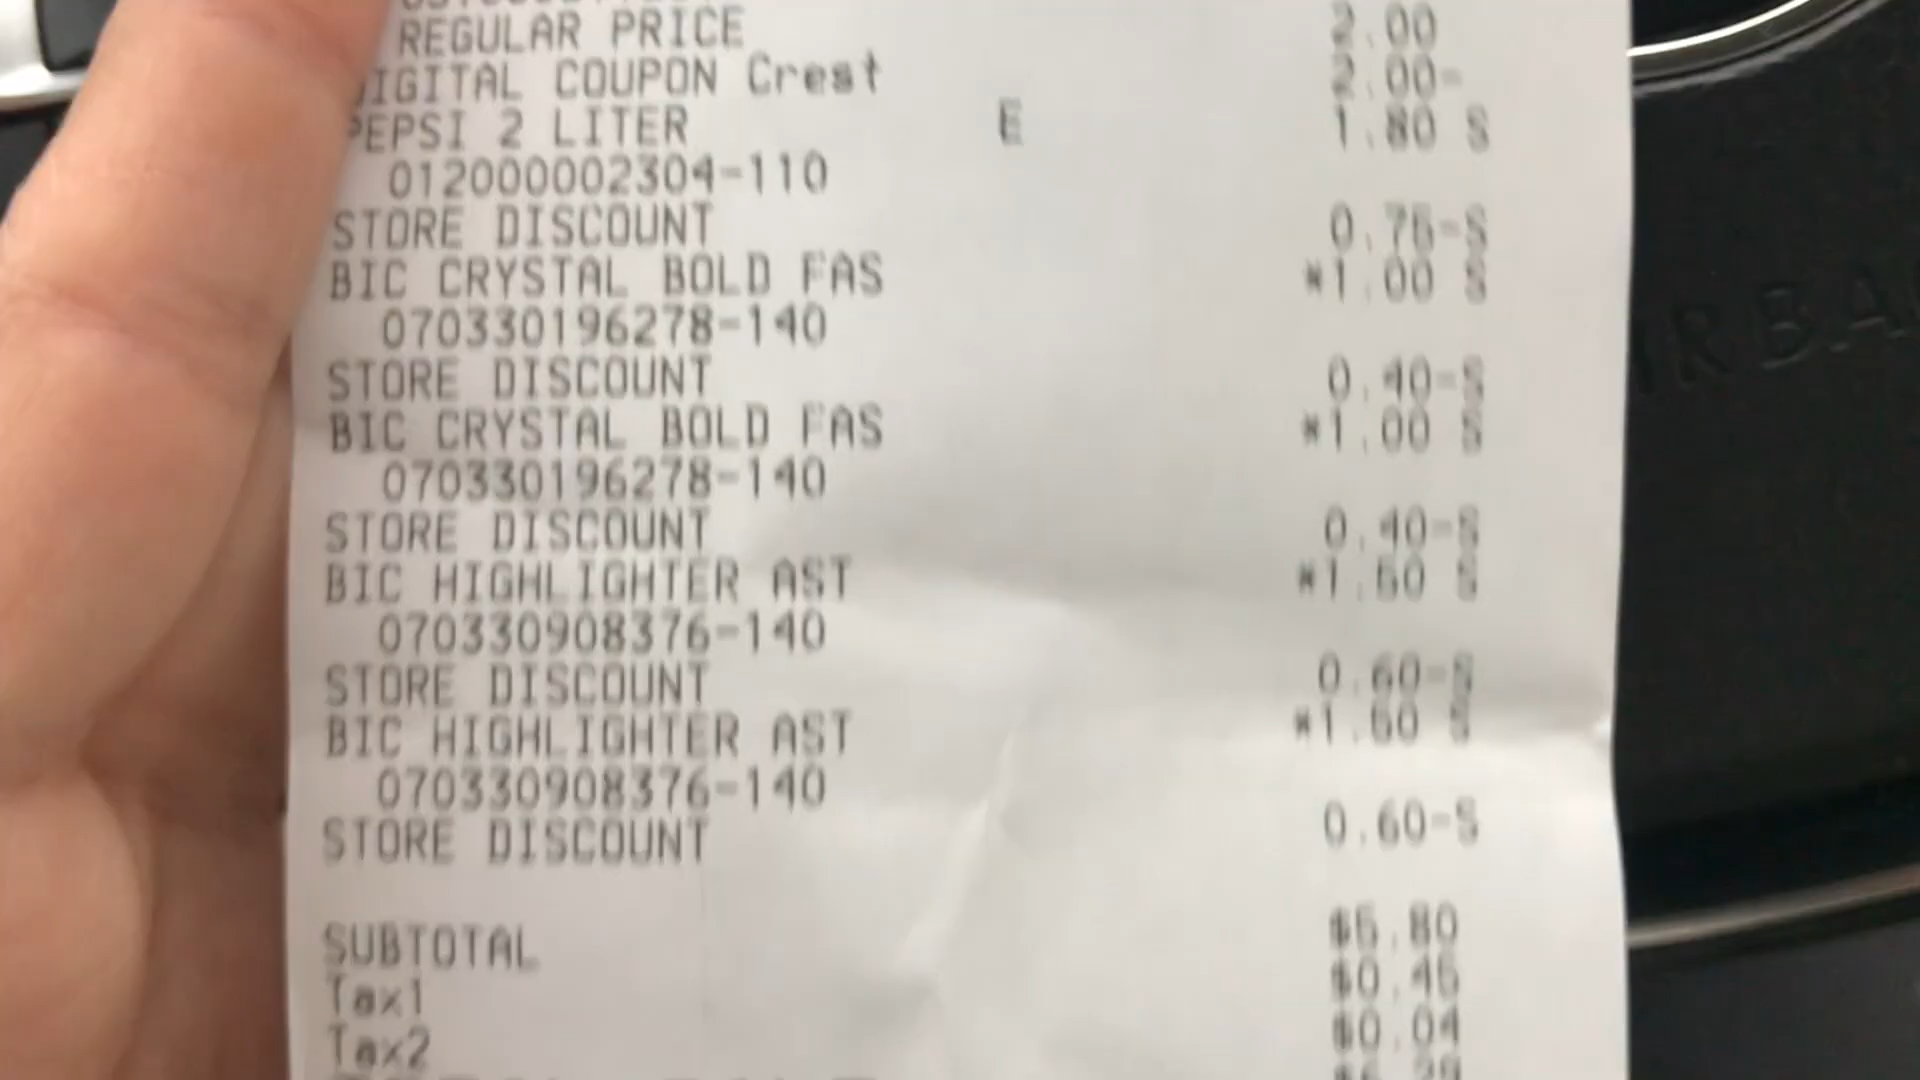 REGULAR PRICE 2.00
DIGITAL COUPON Crest 2.00-
PEPSI 2 LITER E 1.80 S
012000002304-110
STORE DISCOUNT 0.75-S
BIC CRYSTAL BOLD FAS *1.00 S
070330196278-140
STORE DISCOUNT 0.40-S
BIC CRYSTAL BOLD FAS *1.00 S
070330196278-140
STORE DISCOUNT 0.40-S
BIC HIGHLIGHTER AST *1.50 S
070330908376-140
STORE DISCOUNT 0.60-S
BIC HIGHLIGHTER AST *1.50 S
070330908376-140
STORE DISCOUNT 0.60-S
SUBTOTAL $5.80
Tax1 $0.45
Tax2 $0.04